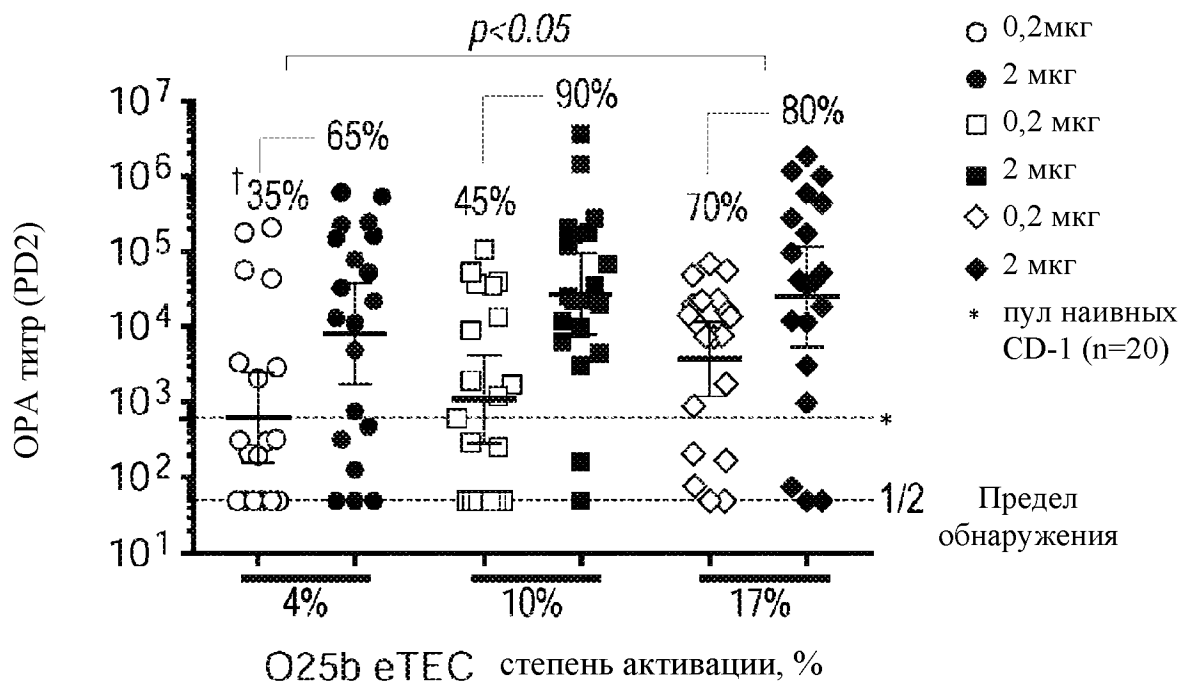 p<0.05
10⁷
10⁶
10⁵
10⁴
10³
10²
10¹
OPA титр (PD2)
†35%
65%
45%
90%
70%
80%
*
1/2
4%
10%
17%
O25b eTEC степень активации, %
0,2мкг
2 мкг
0,2 мкг
2 мкг
0,2 мкг
2 мкг
* пул наивных
CD-1 (n=20)
Предел
обнаружения